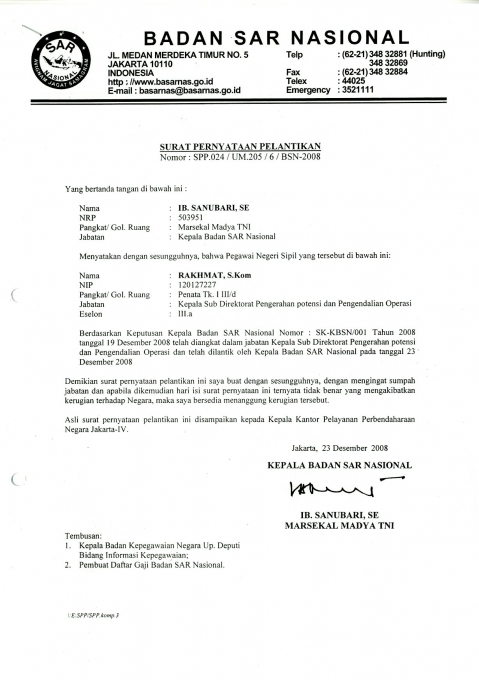 SAR
NASIONAL
BADAN SAR NASIONAL
JL. MEDAN MERDEKA TIMUR NO. 5
JAKARTA 10110
INDONESIA
http : //www.basarnas.go.id
E-mail : basarnas@basarnas.go.id
Telp : (62-21) 348 32881 (Hunting)
348 32869
Fax : (62-21) 348 32884
Telex : 44025
Emergency : 3521111
SURAT PERNYATAAN PELANTIKAN
Nomor : SPP.024 / UM.205 / 6 / BSN-2008
Yang bertanda tangan di bawah ini :
Nama : IB. SANUBARI, SE
NRP : 503951
Pangkat/ Gol. Ruang : Marsekal Madya TNI
Jabatan : Kepala Badan SAR Nasional
Menyatakan dengan sesungguhnya, bahwa Pegawai Negeri Sipil yang tersebut di bawah ini:
Nama : RAKHMAT, S.Kom
NIP : 120127227
Pangkat/ Gol. Ruang : Penata Tk. I III/d
Jabatan : Kepala Sub Direktorat Pengerahan potensi dan Pengendalian Operasi
Eselon : III.a
Berdasarkan Keputusan Kepala Badan SAR Nasional Nomor : SK-KBSN/001 Tahun 2008
tanggal 19 Desember 2008 telah diangkat dalam jabatan Kepala Sub Direktorat Pengerahan potensi
dan Pengendalian Operasi dan telah dilantik oleh Kepala Badan SAR Nasional pada tanggal 23
Desember 2008
Demikian surat pernyataan pelantikan ini saya buat dengan sesungguhnya, dengan mengingat sumpah
jabatan dan apabila dikemudian hari isi surat pernyataan ini ternyata tidak benar yang mengakibatkan
kerugian terhadap Negara, maka saya bersedia menanggung kerugian tersebut.
Asli surat pernyataan pelantikan ini disampaikan kepada Kepala Kantor Pelayanan Perbendaharaan
Negara Jakarta-IV.
Jakarta, 23 Desember 2008
KEPALA BADAN SAR NASIONAL
IB. SANUBARI, SE
MARSEKAL MADYA TNI
Tembusan:
1. Kepala Badan Kepegawaian Negara Up. Deputi
Bidang Informasi Kepegawaian;
2. Pembuat Daftar Gaji Badan SAR Nasional.
\E:SPP/SPP.komp.3